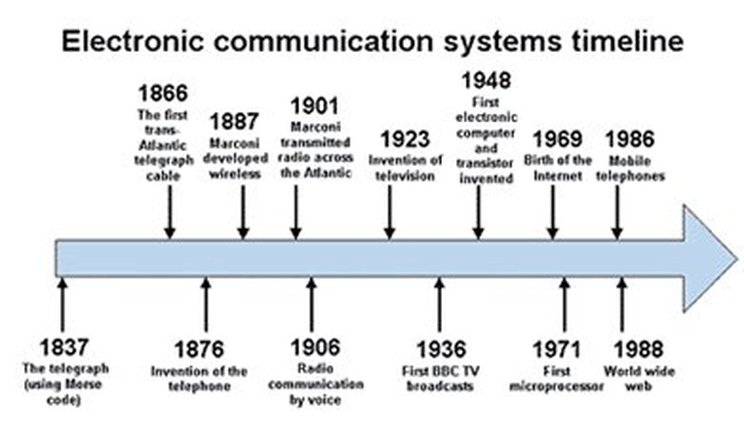 Electronic communication systems timeline
1866
The first
trans-
Atlantic
telegraph
cable
1887
Marconi
developed
wireless
1901
Marconi
transmitted
radio across
the Atlantic
1923
Invention of
television
1948
First
electronic
computer
and
transistor
invented
1969
Birth of the
Internet
1986
Mobile
telephones
1837
The telegraph
(using Morse
code)
1876
Invention of the
telephone
1906
Radio
communication
by voice
1936
First BBC TV
broadcasts
1971
First
microprocessor
1988
World wide
web